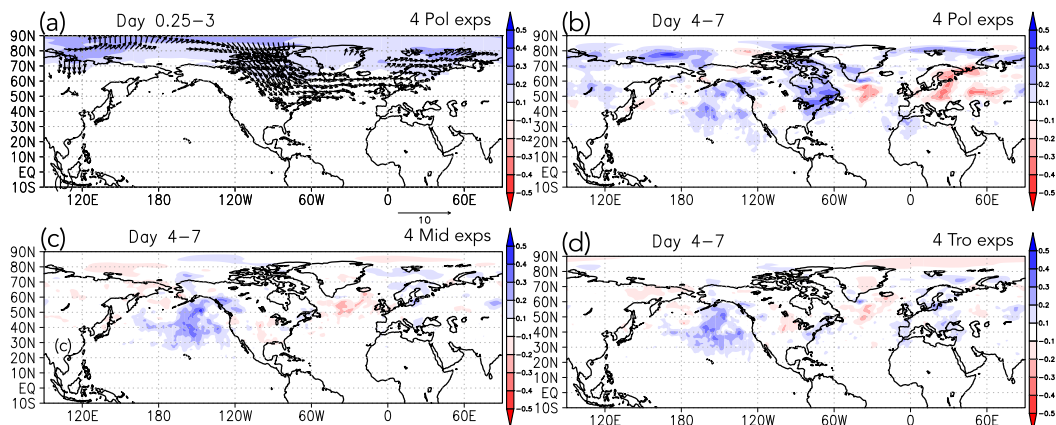 (a) Day 0.25–3 4 Pol exps
90N
80N
70N
60N
50N
40N
30N
20N
10N
EQ
10S
120E 180 120W 60W 0 60E
10
0.5
0.4
0.3
0.2
0.1
-0.1
-0.2
-0.3
-0.4
-0.5
(b) Day 4–7 4 Pol exps
90N
80N
70N
60N
50N
40N
30N
20N
10N
EQ
10S
120E 180 120W 60W 0 60E
0.5
0.4
0.3
0.2
0.1
-0.1
-0.2
-0.3
-0.4
-0.5
(c) Day 4–7 4 Mid exps
90N
80N
70N
60N
50N
40N
30N
20N
10N
EQ
10S
(c)
120E 180 120W 60W 0 60E
0.5
0.4
0.3
0.2
0.1
-0.1
-0.2
-0.3
-0.4
-0.5
(d) Day 4–7 4 Tro exps
90N
80N
70N
60N
50N
40N
30N
20N
10N
EQ
10S
120E 180 120W 60W 0 60E
0.5
0.4
0.3
0.2
0.1
-0.1
-0.2
-0.3
-0.4
-0.5